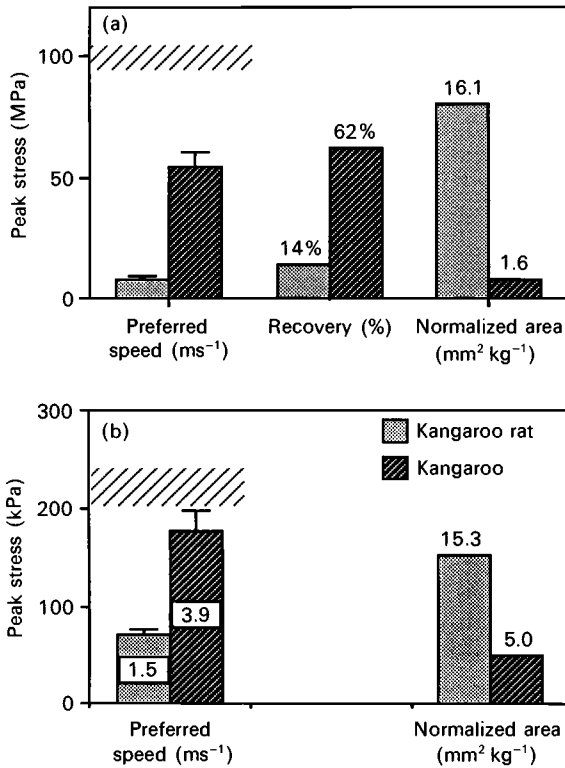 (a)
Peak stress (MPa)
100
50
0
14%
62%
16.1
1.6
Preferred
speed (ms⁻¹)
Recovery (%)
Normalized area
(mm² kg⁻¹)
(b)
Peak stress (kPa)
300
200
100
0
Kangaroo rat
Kangaroo
1.5
3.9
15.3
5.0
Preferred
speed (ms⁻¹)
Normalized area
(mm² kg⁻¹)